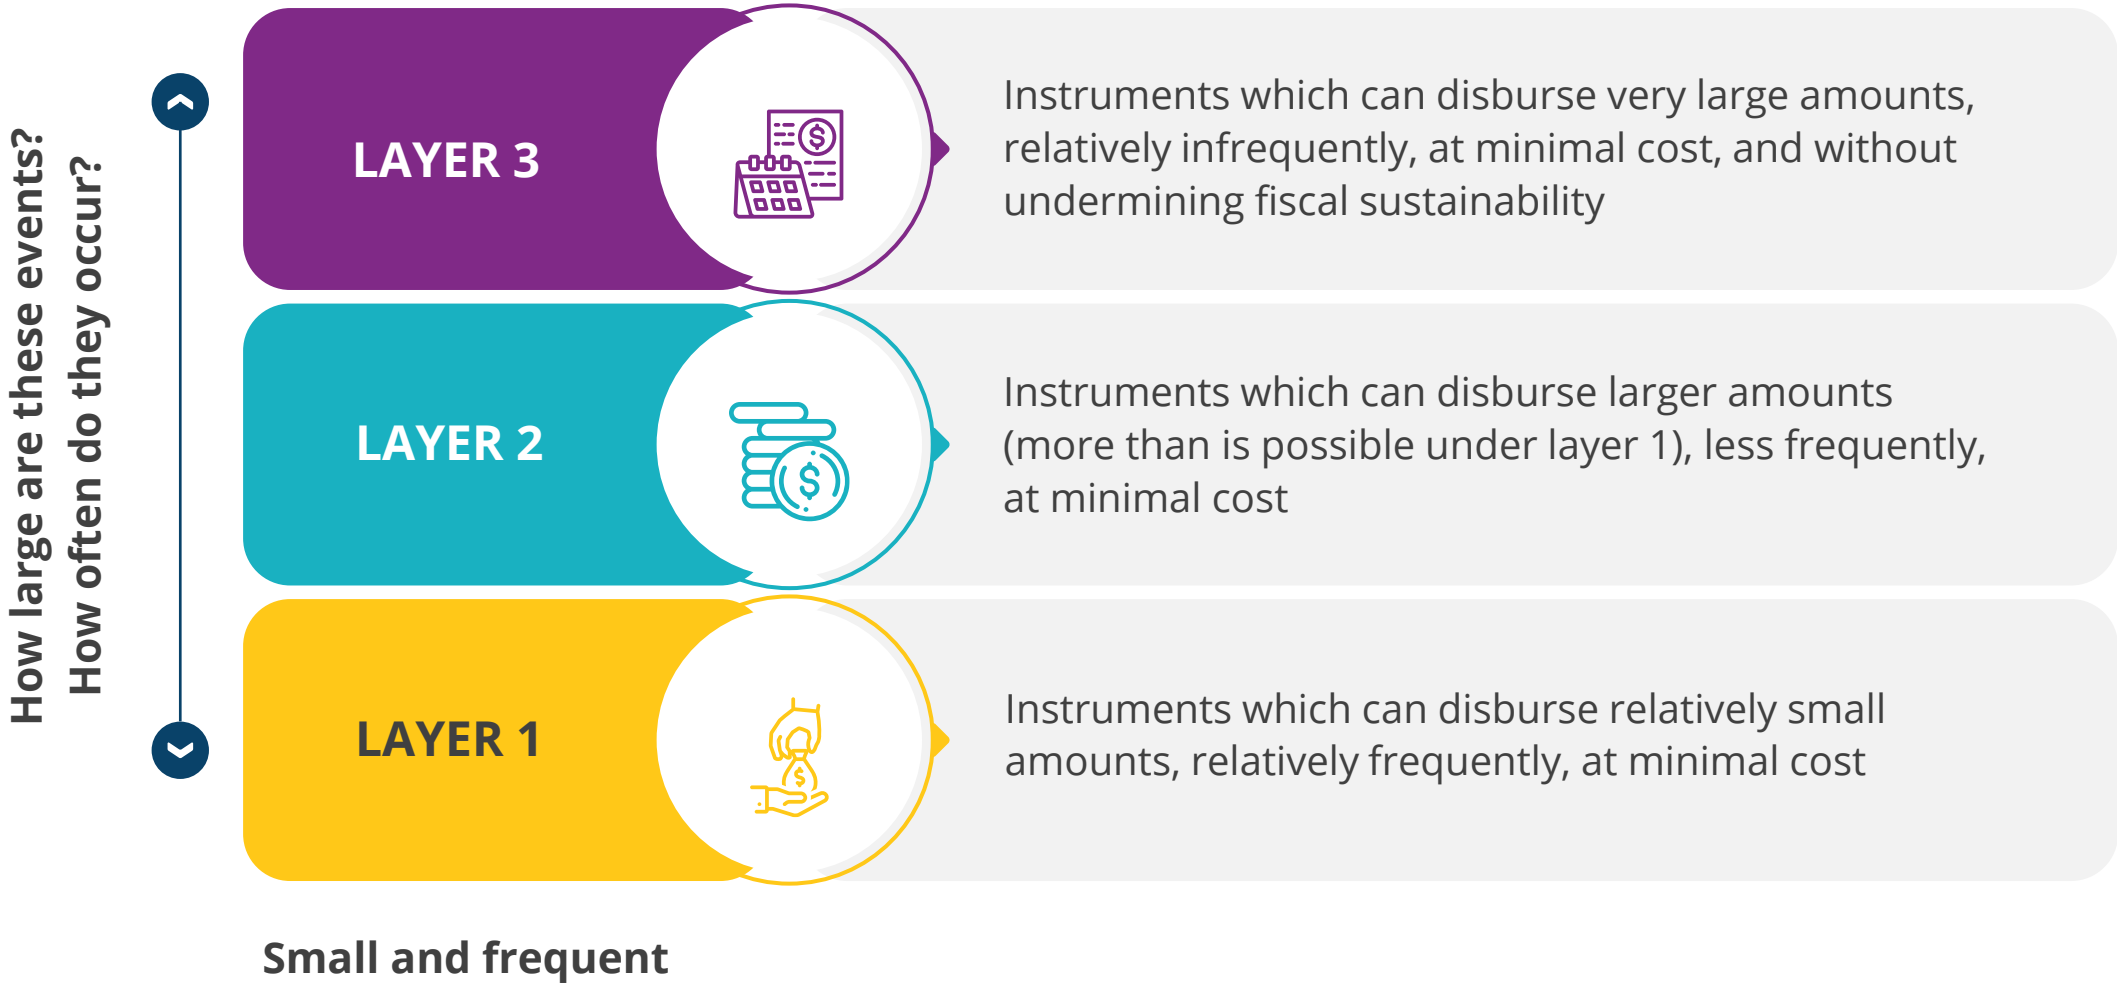 How large are these events?
How often do they occur?
LAYER 3
Instruments which can disburse very large amounts,
relatively infrequently, at minimal cost, and without
undermining fiscal sustainability
LAYER 2
Instruments which can disburse larger amounts
(more than is possible under layer 1), less frequently,
at minimal cost
LAYER 1
Instruments which can disburse relatively small
amounts, relatively frequently, at minimal cost
Small and frequent